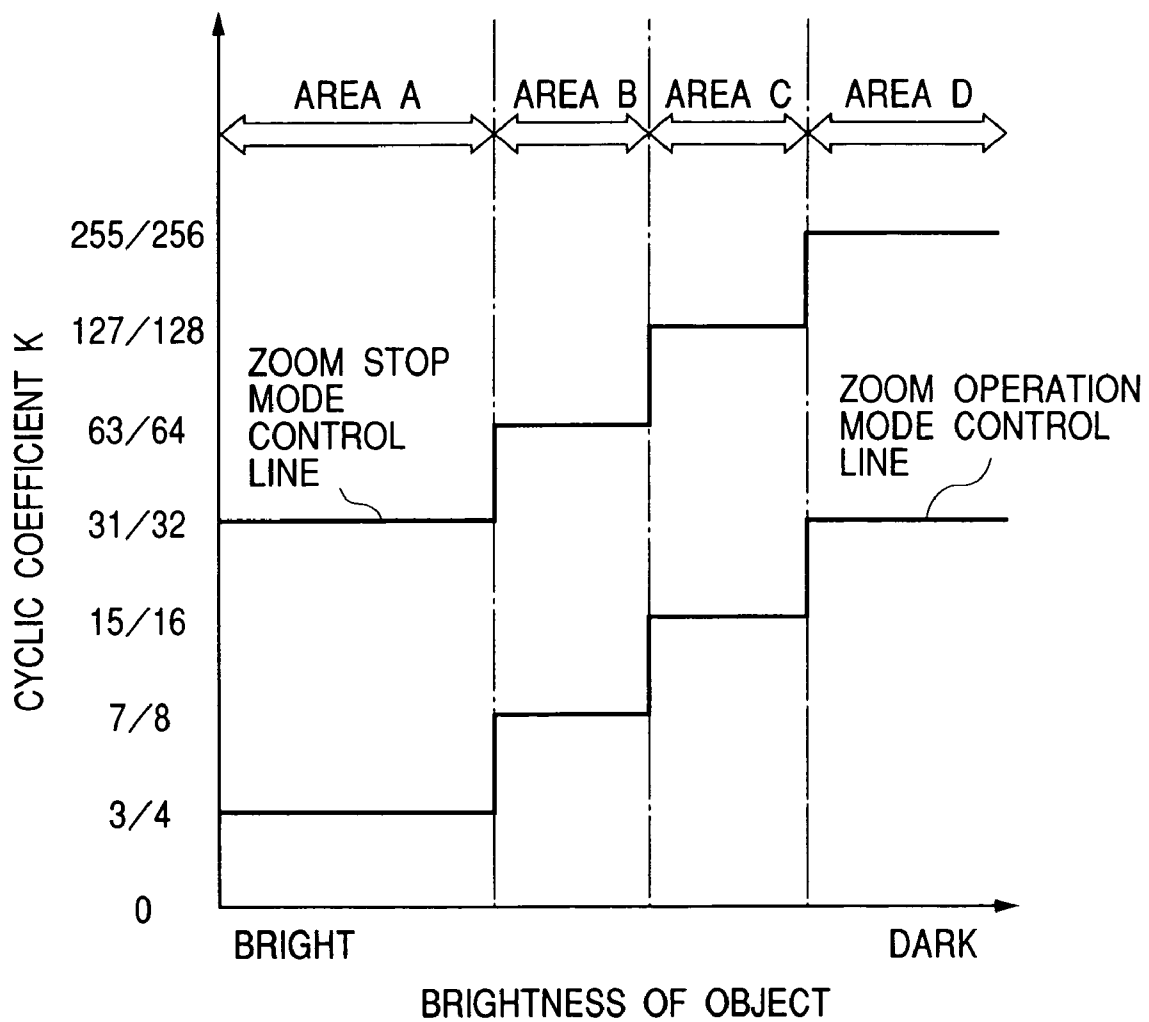 AREA A
AREA B
AREA C
AREA D
255/256
127/128
63/64
31/32
15/16
7/8
3/4
0
CYCLIC COEFFICIENT K
ZOOM STOP
MODE
CONTROL
LINE
ZOOM OPERATION
MODE CONTROL
LINE
BRIGHT
DARK
BRIGHTNESS OF OBJECT